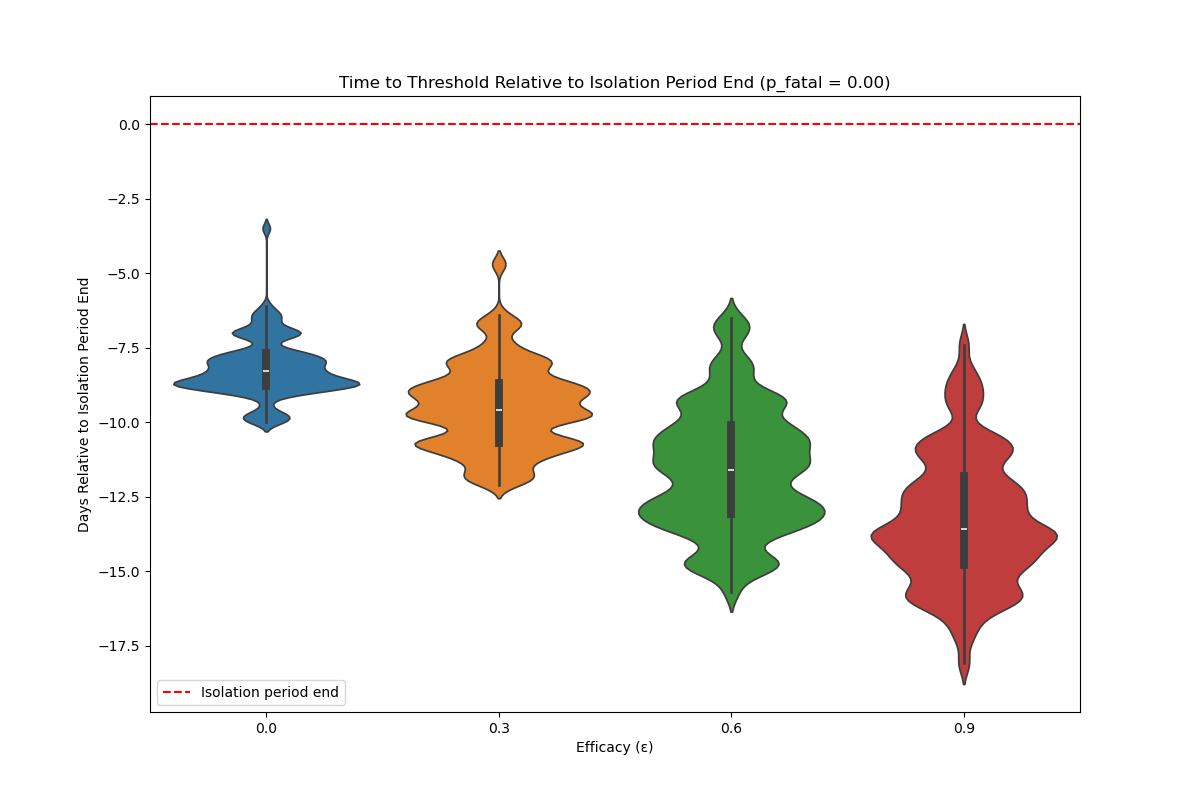 Time to Threshold Relative to Isolation Period End (p_fatal = 0.00)
0.0
−2.5
−5.0
−7.5
−10.0
−12.5
−15.0
−17.5
Days Relative to Isolation Period End
Isolation period end
0.0 0.3 0.6 0.9
Efficacy (ε)